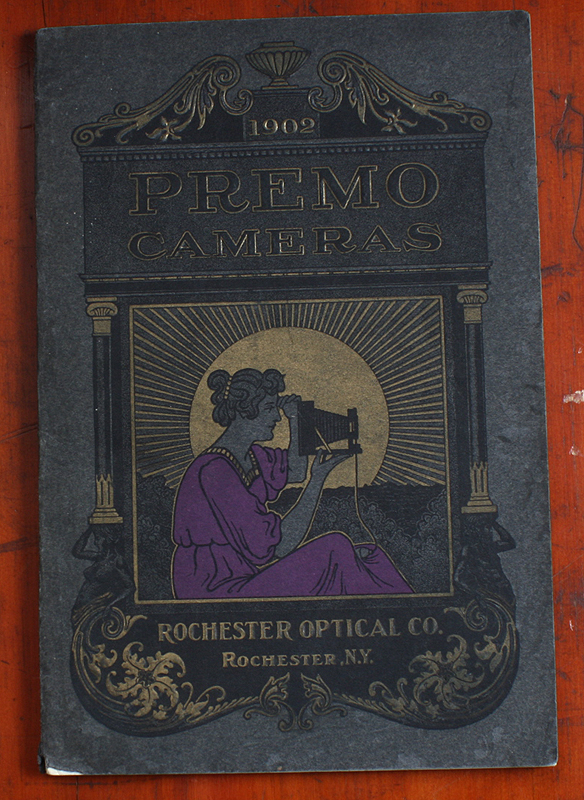 1902
PREMO
CAMERAS
ROCHESTER OPTICAL CO.
ROCHESTER, N.Y.